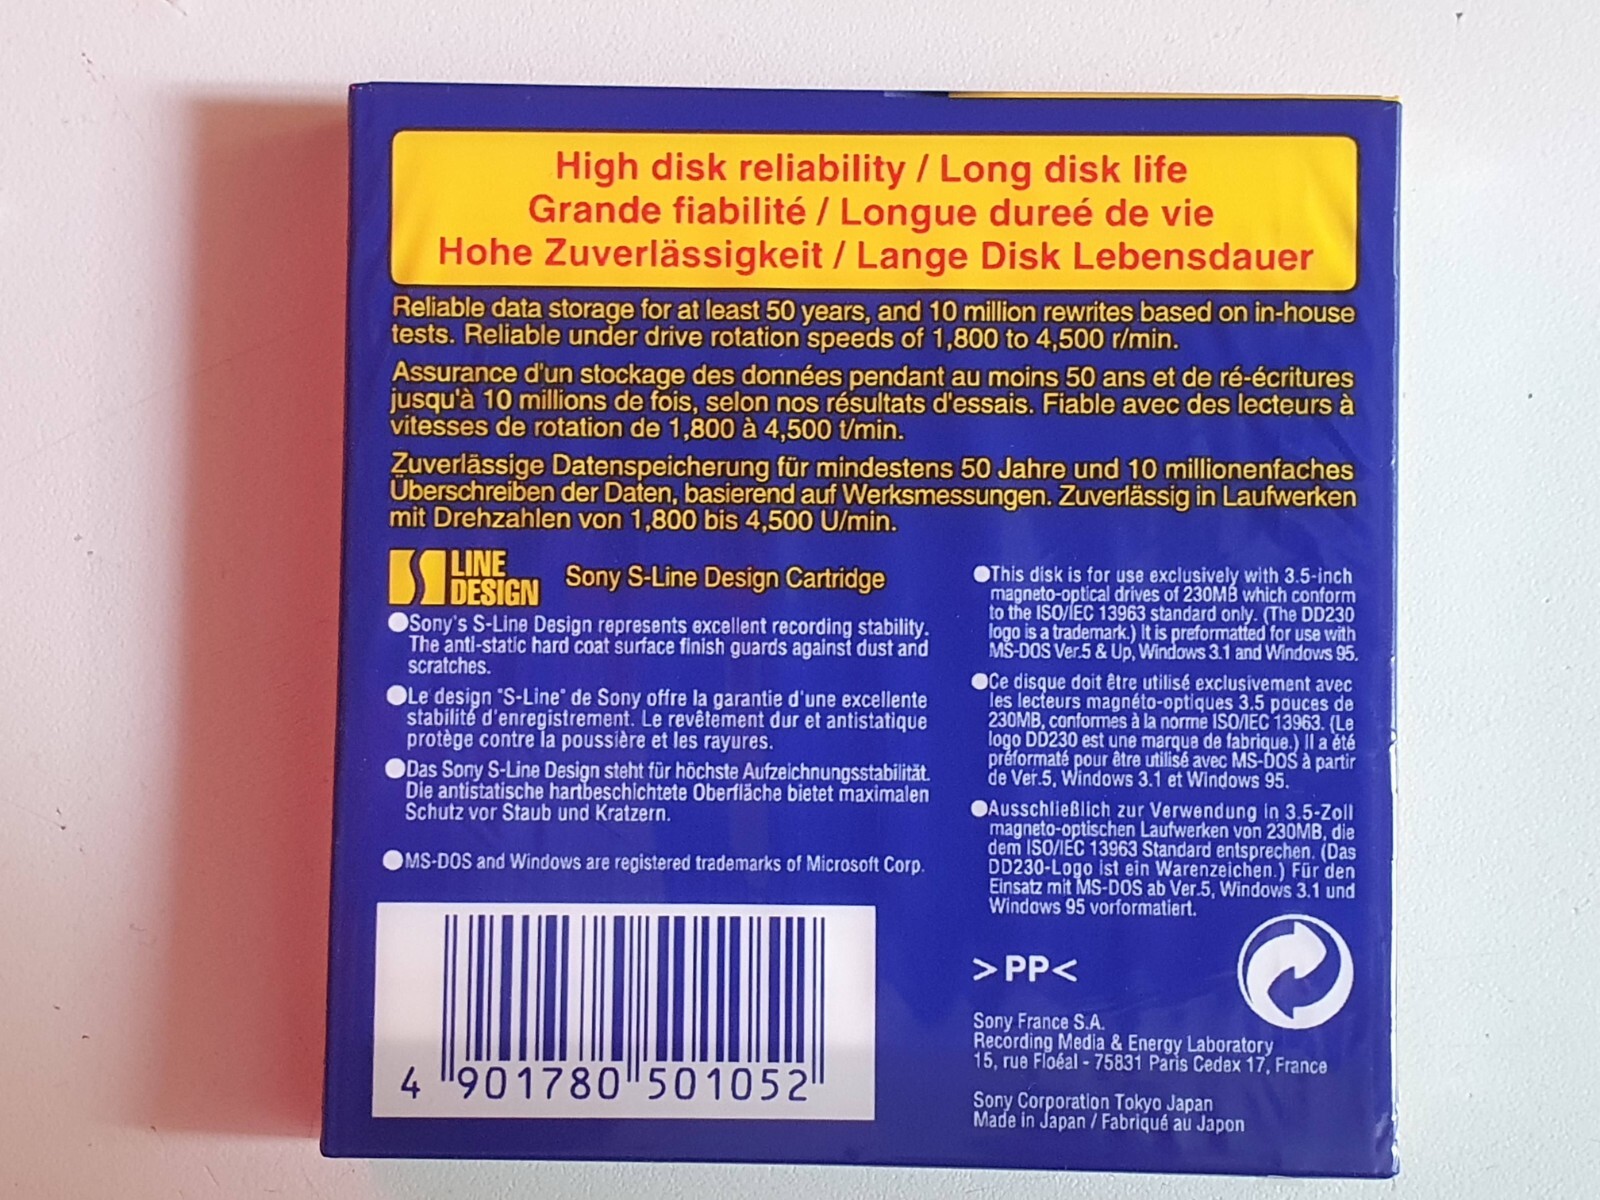 High disk reliability / Long disk life
Grande fiabilité / Longue dureé de vie
Hohe Zuverlässigkeit / Lange Disk Lebensdauer
Reliable data storage for at least 50 years, and 10 million rewrites based on in-house
tests. Reliable under drive rotation speeds of 1,800 to 4,500 r/min.
Assurance d'un stockage des données pendant au moins 50 ans et de ré-écritures
jusqu'à 10 millions de fois, selon nos résultats d'essais. Fiable avec des lecteurs à
vitesses de rotation de 1,800 à 4,500 t/min.
Zuverlässige Datenspeicherung für mindestens 50 Jahre und 10 millionenfaches
Überschreiben der Daten, basierend auf Werksmessungen. Zuverlässig in Laufwerken
mit Drehzahlen von 1,800 bis 4,500 U/min.
S LINE
DESIGN
Sony S-Line Design Cartridge
●Sony's S-Line Design represents excellent recording stability.
The anti-static hard coat surface finish guards against dust and
scratches.
●Le design "S-Line" de Sony offre la garantie d'une excellente
stabilité d'enregistrement. Le revêtement dur et antistatique
protège contre la poussière et les rayures.
●Das Sony S-Line Design steht für höchste Aufzeichnungsstabilität.
Die antistatische hartbeschichtete Oberfläche bietet maximalen
Schutz vor Staub und Kratzern.
●MS-DOS and Windows are registered trademarks of Microsoft Corp.
4 901780 501052
●This disk is for use exclusively with 3.5-inch
magneto-optical drives of 230MB which conform
to the ISO/IEC 13963 standard only. (The DD230
logo is a trademark.) It is preformatted for use with
MS-DOS Ver.5 & Up, Windows 3.1 and Windows 95.
●Ce disque doit être utilisé exclusivement avec
les lecteurs magnéto-optiques 3.5 pouces de
230MB, conformes à la norme ISO/IEC 13963. (Le
logo DD230 est une marque de fabrique.) Il a été
préformaté pour être utilisé avec MS-DOS à partir
de Ver.5, Windows 3.1 et Windows 95.
●Ausschließlich zur Verwendung in 3.5-Zoll
magneto-optischen Laufwerken von 230MB, die
dem ISO/IEC 13963 Standard entsprechen. (Das
DD230-Logo ist ein Warenzeichen.) Für den
Einsatz mit MS-DOS ab Ver.5, Windows 3.1 und
Windows 95 vorformatiert.
>PP<
Sony France S.A.
Recording Media & Energy Laboratory
15, rue Floéal - 75831 Paris Cedex 17, France
Sony Corporation Tokyo Japan
Made in Japan / Fabriqué au Japon